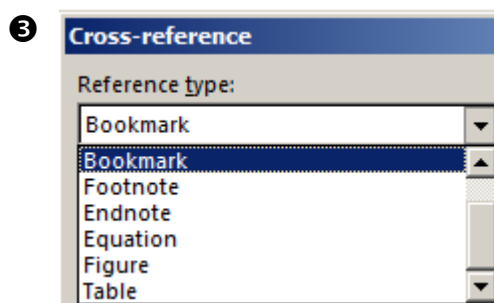 ❸
Cross-reference
Reference type:
Bookmark
Bookmark
Footnote
Endnote
Equation
Figure
Table